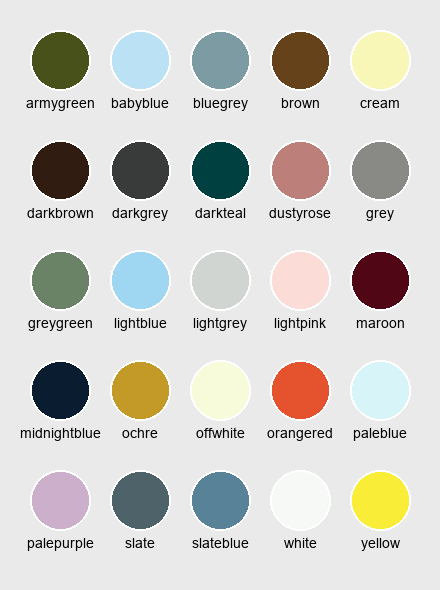 armygreen babyblue bluegrey brown cream
darkbrown darkgrey darkteal dustyrose grey
greygreen lightblue lightgrey lightpink maroon
midnightblue ochre offwhite orangered paleblue
palepurple slate slateblue white yellow